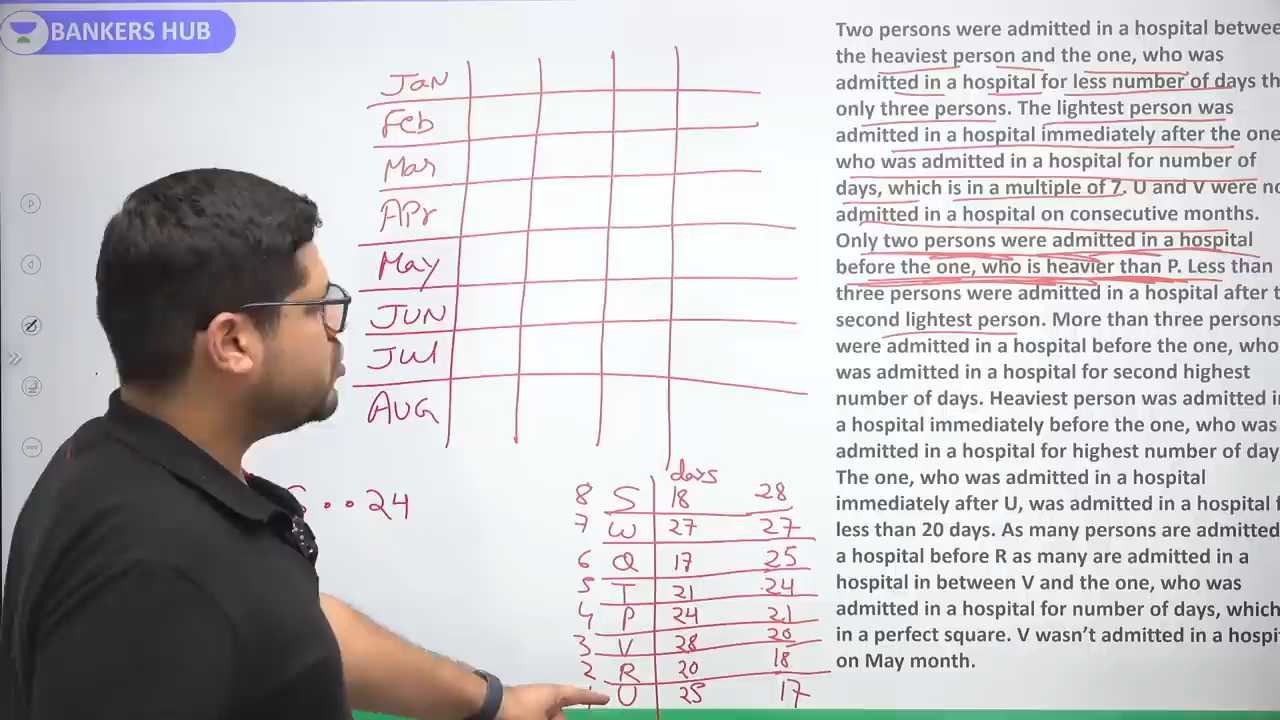 BANKERS HUB
Two persons were admitted in a hospital
the heaviest person and the one, who was
admitted in a hospital for less number of days
only three persons. The lightest person was
admitted in a hospital immediately after the one
who was admitted in a hospital for number of
days, which is in a multiple of 7. U and V were
admitted in a hospital on consecutive months.
Only two persons were admitted in a hospital
before the one, who is heavier than P. Less than
three persons were admitted in a hospital after
second lightest person. More than three persons
were admitted in a hospital before the one, who
was admitted in a hospital for second highest
number of days. Heaviest person was admitted
a hospital immediately before the one, who was
admitted in a hospital for highest number of
The one, who was admitted in a hospital
immediately after U, was admitted in a hospital
less than 20 days. As many persons are admitted
a hospital before R as many are admitted in a
hospital in between V and the one, who was
admitted in a hospital for number of days, which
in a perfect square. V wasn't admitted in a
on May month.
Jan
Feb
Mar
APr
May
JUN
JUl
AUG
S . . 24
days
8 S 18 28
7 W 27 27
6 Q 17 25
5 T 21 24
4 P 24 21
3 V 28 20
2 R 20 18
U 25 17